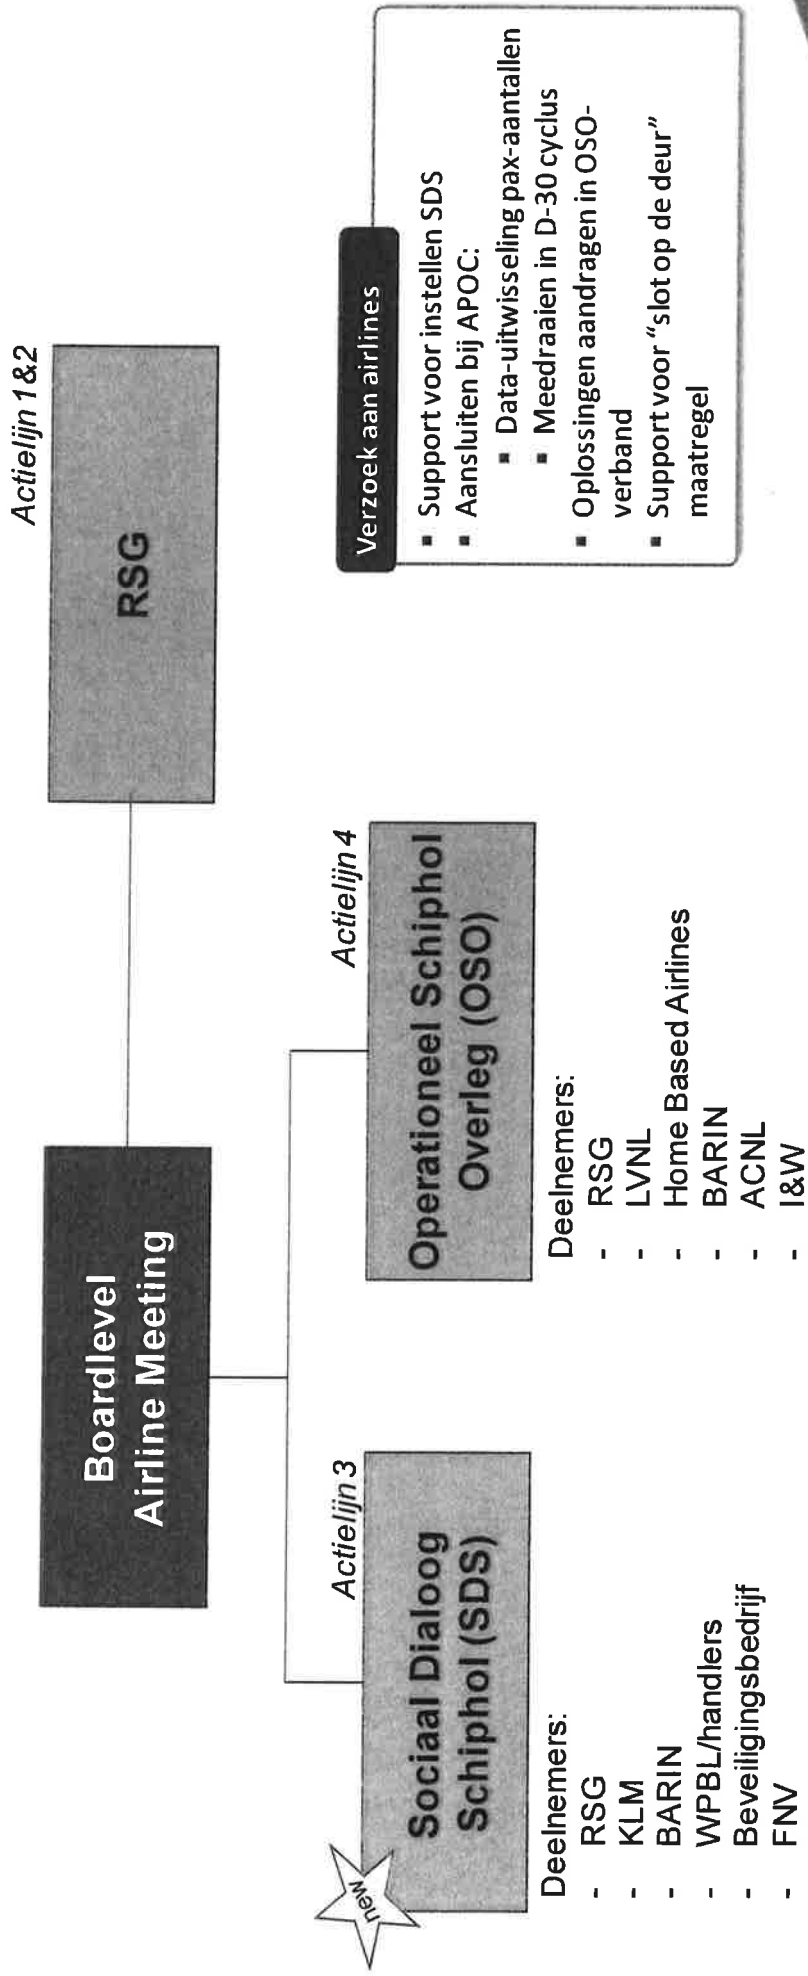 Boardlevel
Airline Meeting
Actielijn 1&2
RSG
new
Actielijn 3
Sociaal Dialoog
Schiphol (SDS)
Deelnemers:
- RSG
- KLM
- BARIN
- WPBL/handlers
- Beveiligingsbedrijf
- FNV
Actielijn 4
Operationeel Schiphol
Overleg (OSO)
Deelnemers:
- RSG
- LVNL
- Home Based Airlines
- BARIN
- ACNL
- I&W
Verzoek aan airlines
▪ Support voor instellen SDS
▪ Aansluiten bij APOC:
▪ Data-uitwisseling pax-aantallen
▪ Meedraaien in D-30 cyclus
▪ Oplossingen aandragen in OSO-
verband
▪ Support voor “slot op de deur”
maatregel